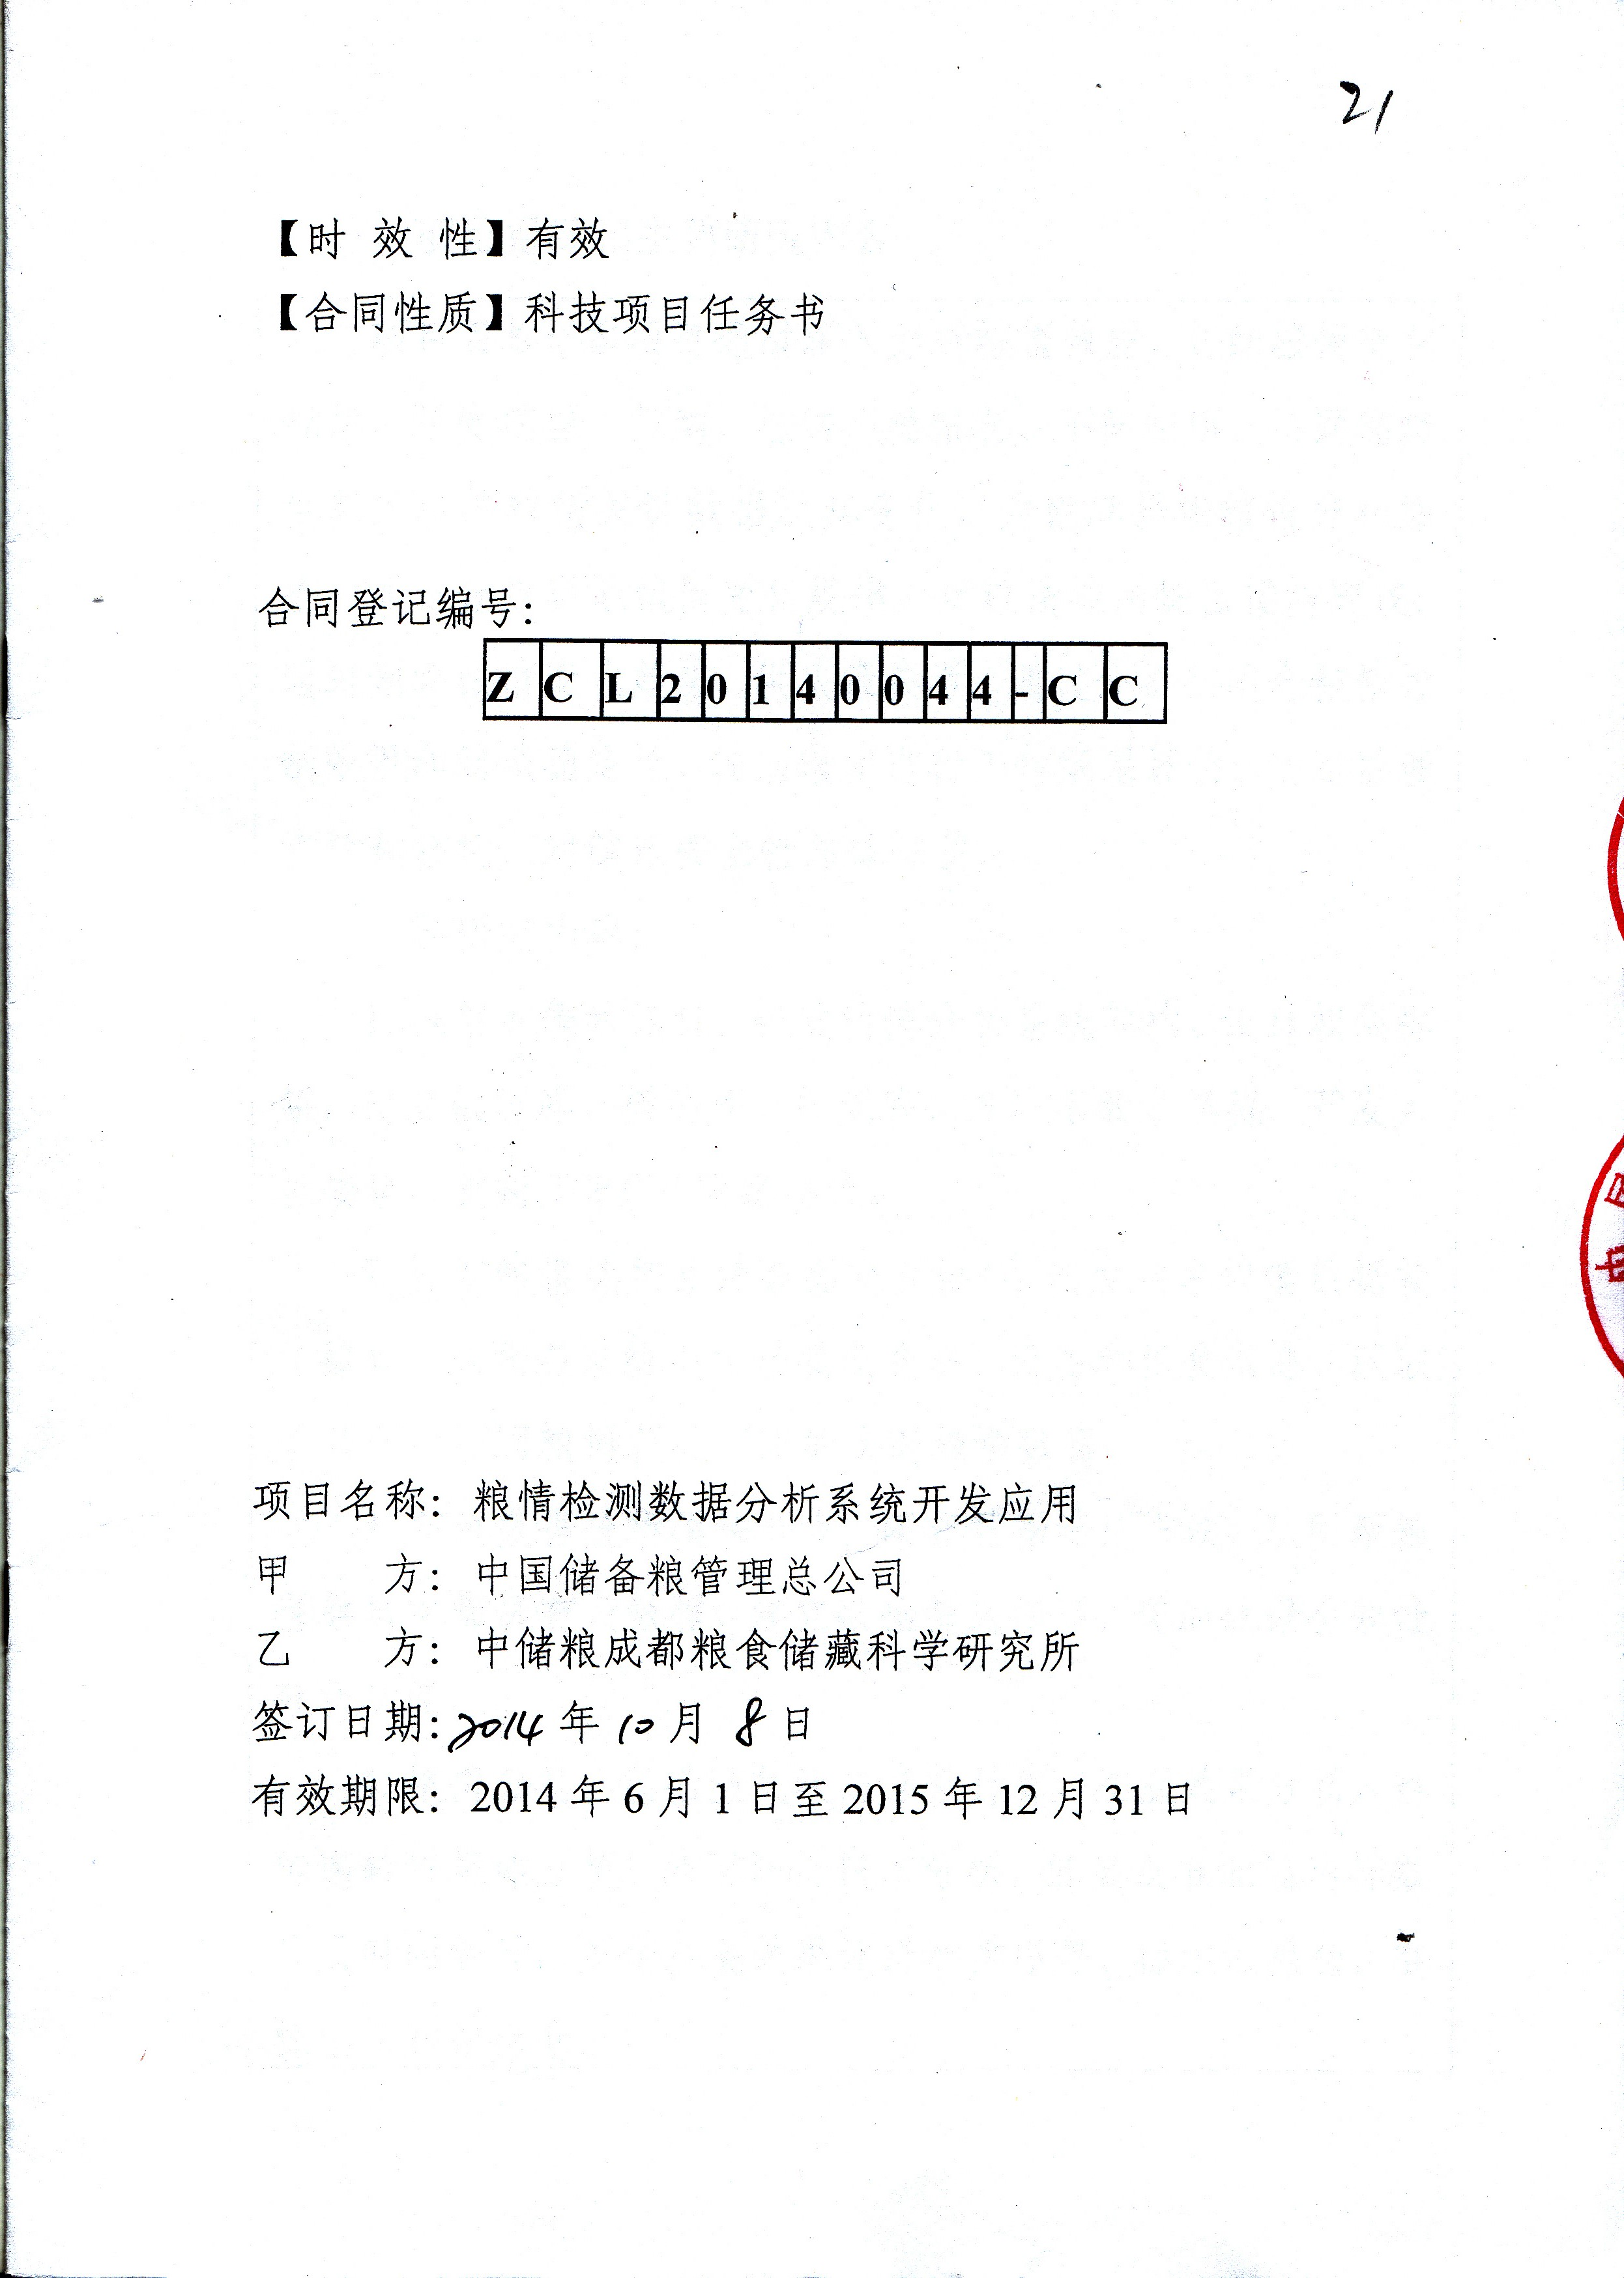 21
【时 效 性】有效
【合同性质】科技项目任务书
合同登记编号:
ZCL20140044-CC
项目名称: 粮情检测数据分析系统开发应用
甲 方: 中国储备粮管理总公司
乙 方: 中储粮成都粮食储藏科学研究所
签订日期: 2014 年 10 月 8 日
有效期限: 2014 年 6 月 1 日至 2015 年 12 月 31 日